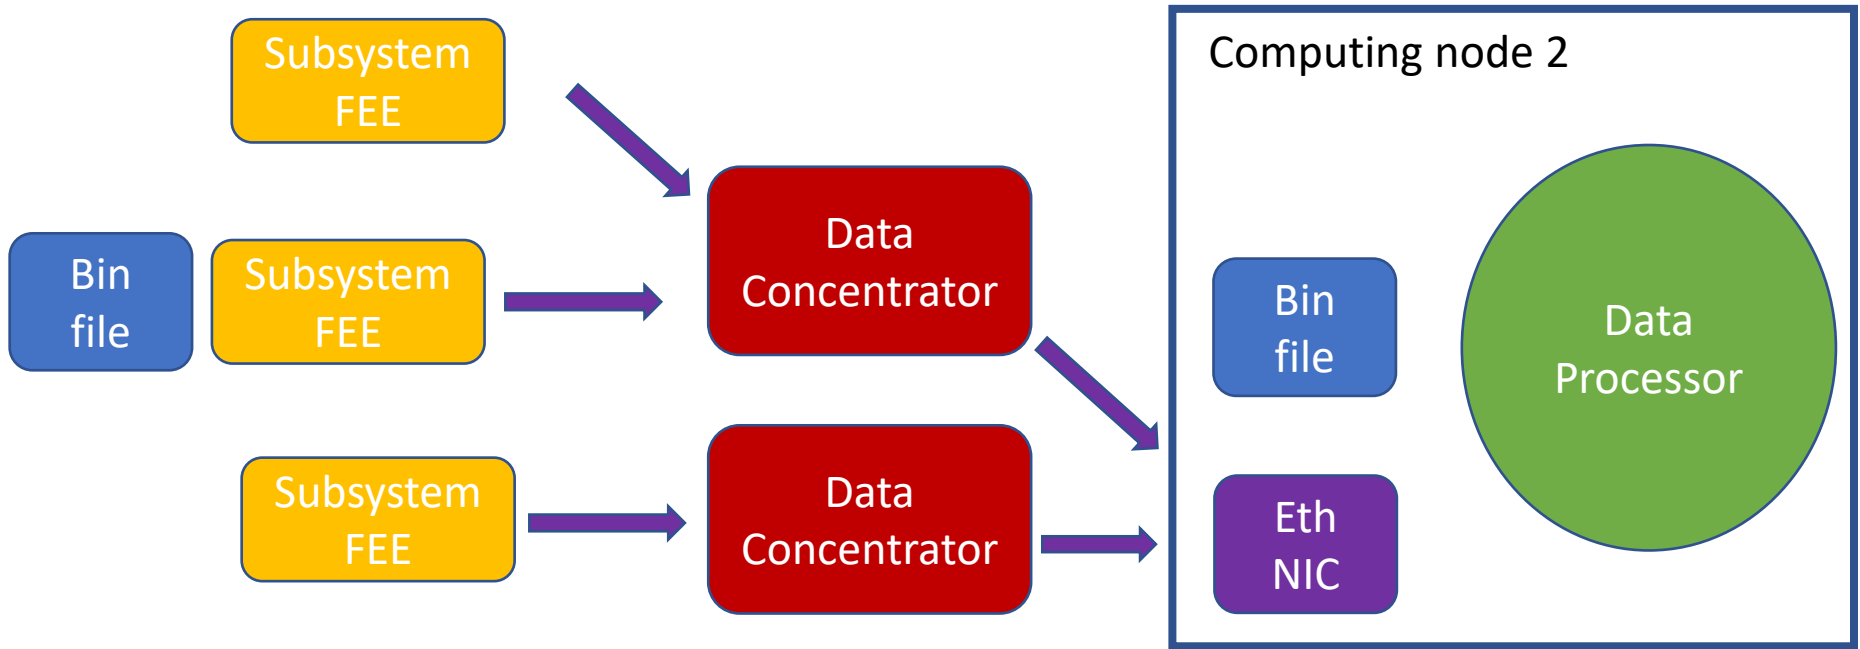 Subsystem
FEE
Computing node 2
Bin
file
Subsystem
FEE
Data
Concentrator
Bin
file
Data
Processor
Subsystem
FEE
Data
Concentrator
Eth
NIC